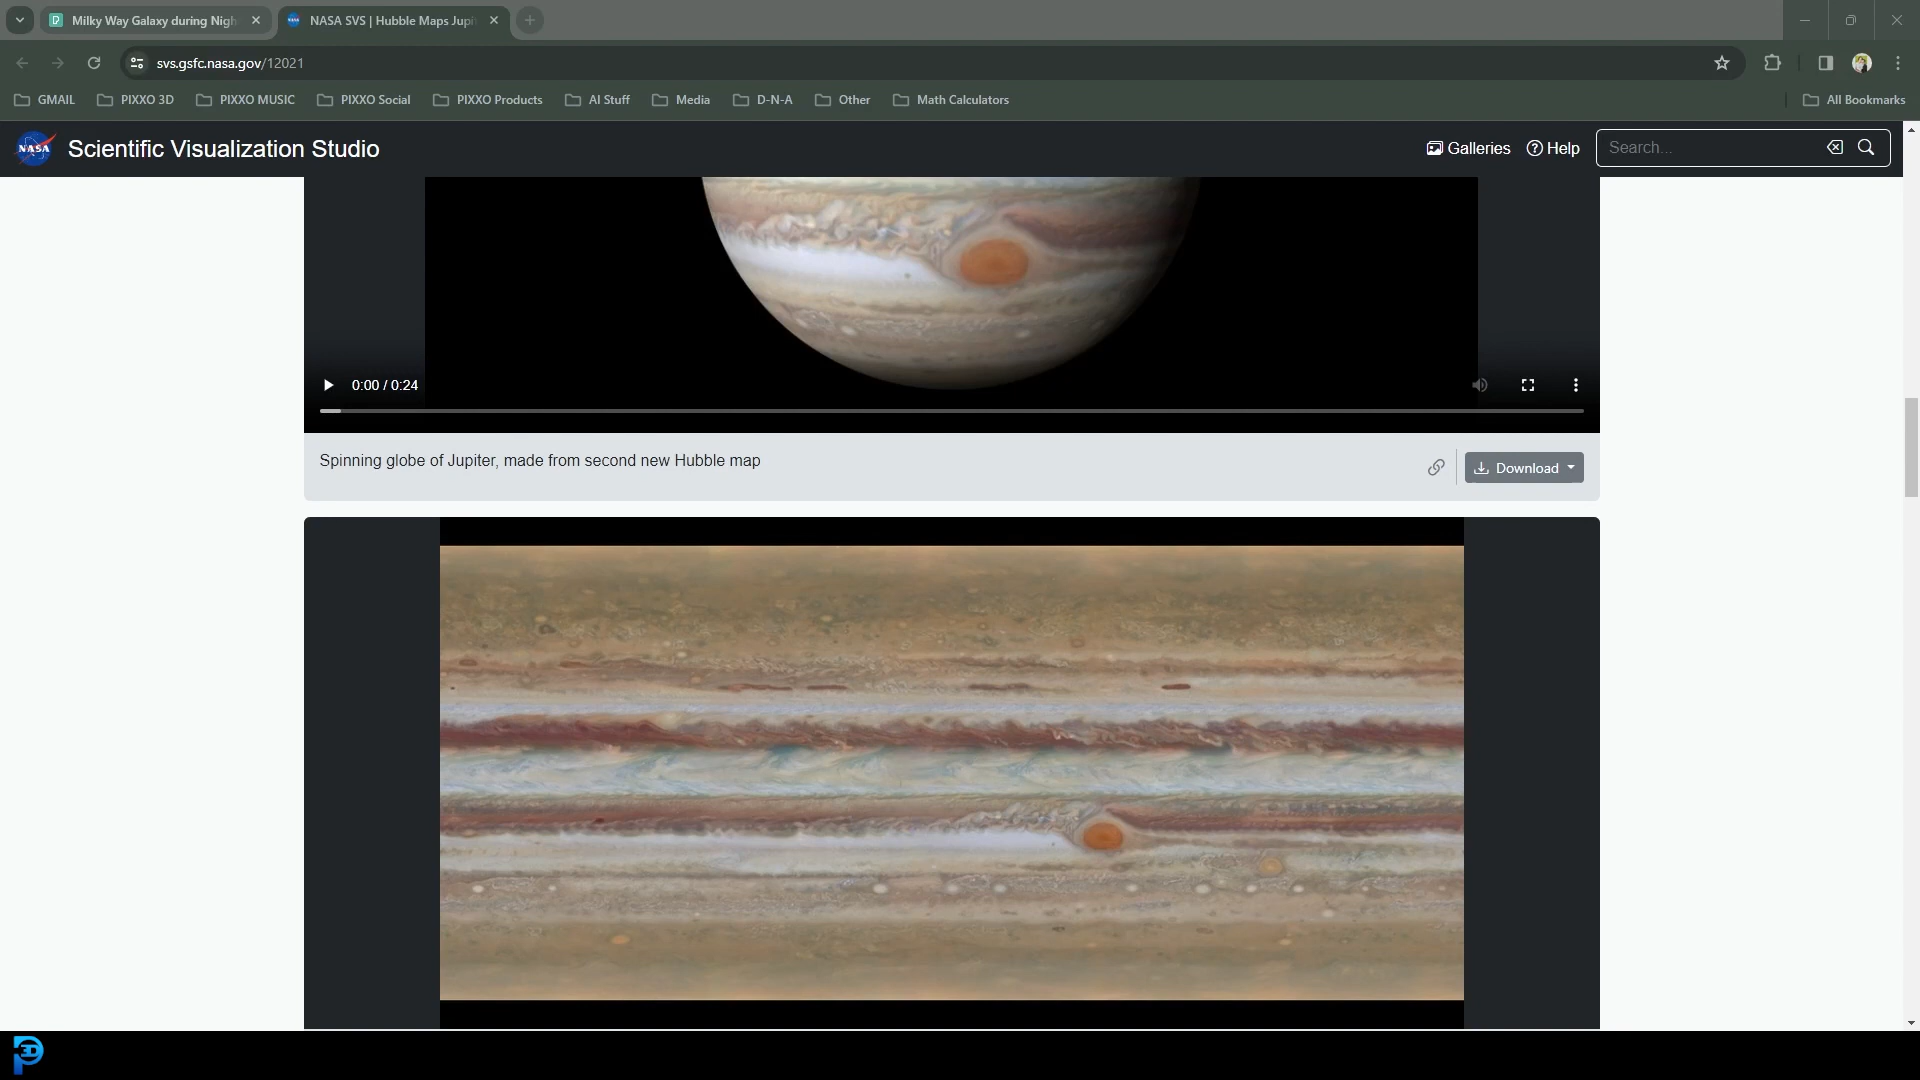 Milky Way Galaxy during Nigh
NASA SVS | Hubble Maps Jupi
svs.gsfc.nasa.gov/12021
GMAIL
PIXXO 3D
PIXXO MUSIC
PIXXO Social
PIXXO Products
AI Stuff
Media
D-N-A
Other
Math Calculators
All Bookmarks
NASA
Scientific Visualization Studio
Galleries
Help
Search...
0:00 / 0:24
Spinning globe of Jupiter, made from second new Hubble map
Download
3D